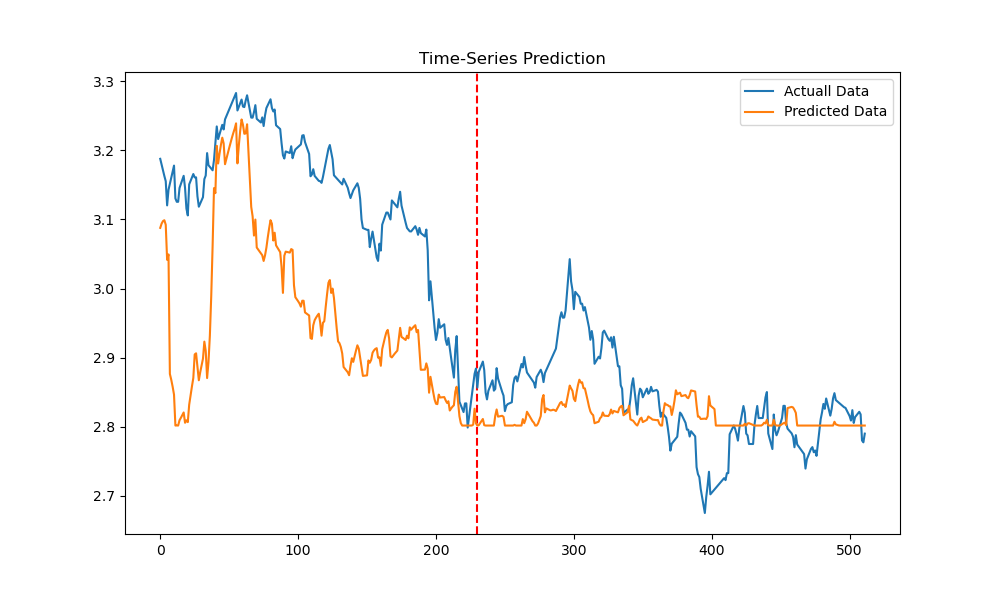 Time-Series Prediction
Actuall Data
Predicted Data
3.3
3.2
3.1
3.0
2.9
2.8
2.7
0 100 200 300 400 500